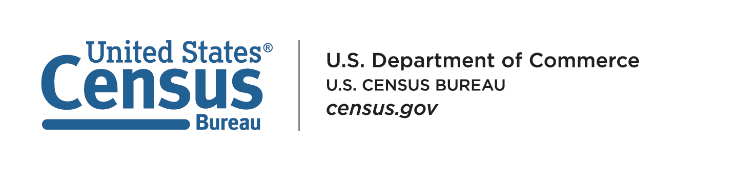 United States®
Census
Bureau
U.S. Department of Commerce
U.S. CENSUS BUREAU
census.gov